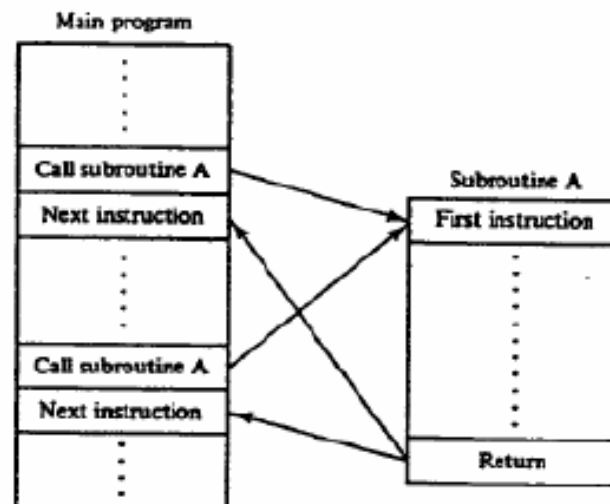 Main program
Call subroutine A
Next instruction
Call subroutine A
Next instruction
Subroutine A
First instruction
Return